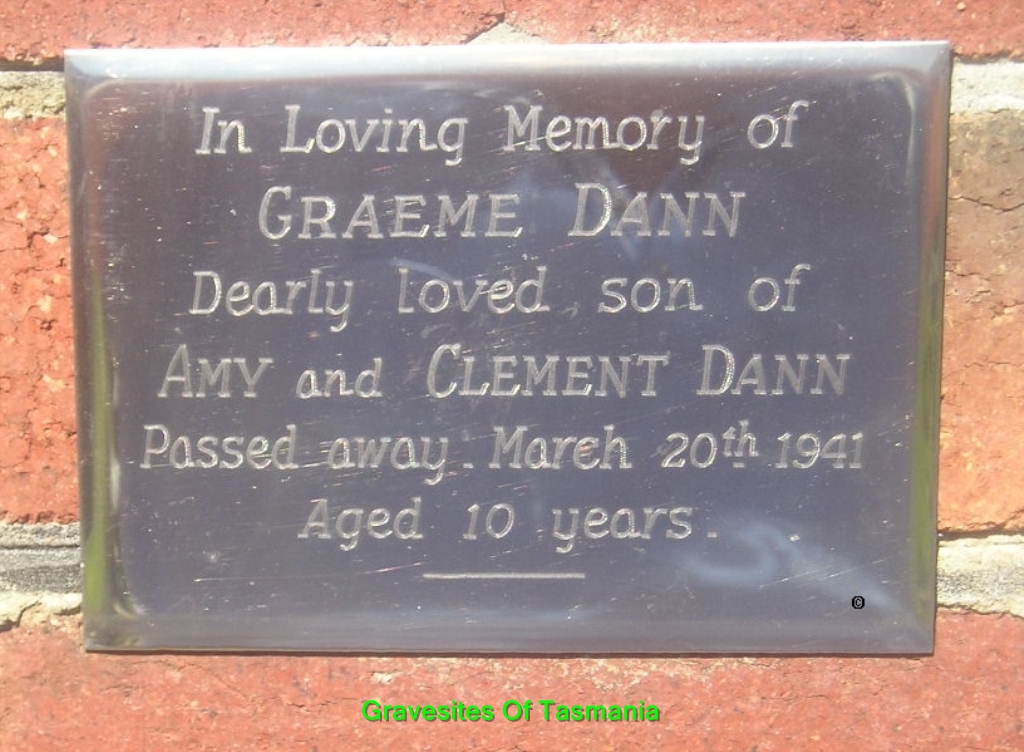 In Loving Memory of
GRAEME DANN
Dearly loved son of
AMY and CLEMENT DANN
Passed away. March 20th 1941
Aged 10 years.
©
Gravesites Of Tasmania